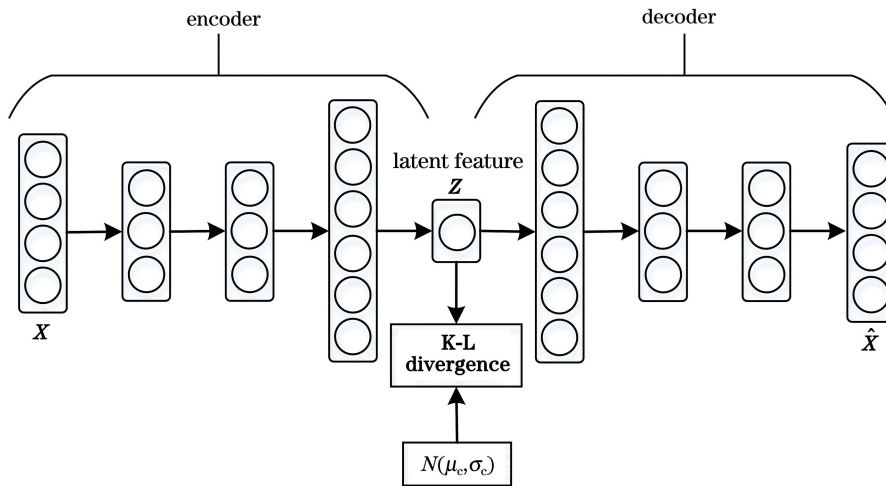 encoder
decoder
latent feature
Z
X
X̂
K-L
divergence
N(μc,σc)